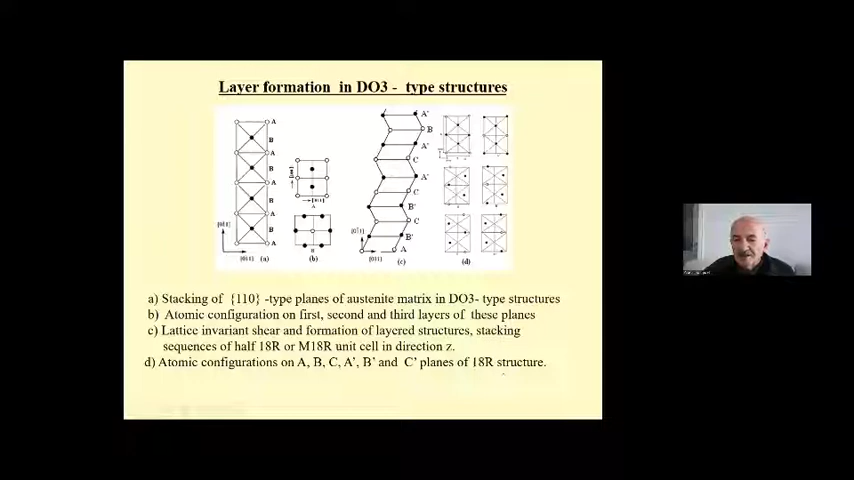 Layer formation in DO3 - type structures
A
B
A
B
A
B
A
B
A
(a)
A
B
(b)
A'
B
A'
C
A'
C
B'
C
B'
A
(c)
(d)
a) Stacking of {110} -type planes of austenite matrix in DO3- type structures
b) Atomic configuration on first, second and third layers of these planes
c) Lattice invariant shear and formation of layered structures, stacking
sequences of half 18R or M18R unit cell in direction z.
d) Atomic configurations on A, B, C, A', B' and C' planes of 18R structure.